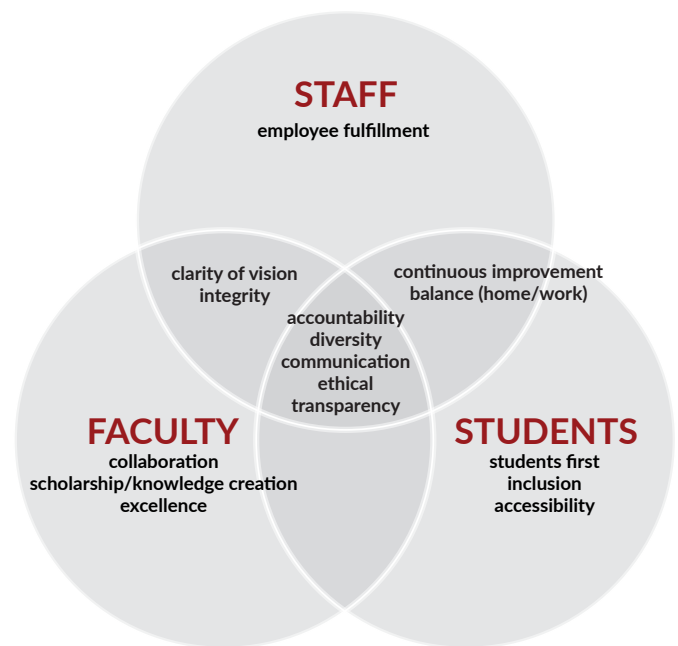 STAFF
employee fulfillment
clarity of vision
integrity
continuous improvement
balance (home/work)
accountability
diversity
communication
ethical
transparency
FACULTY
collaboration
scholarship/knowledge creation
excellence
STUDENTS
students first
inclusion
accessibility